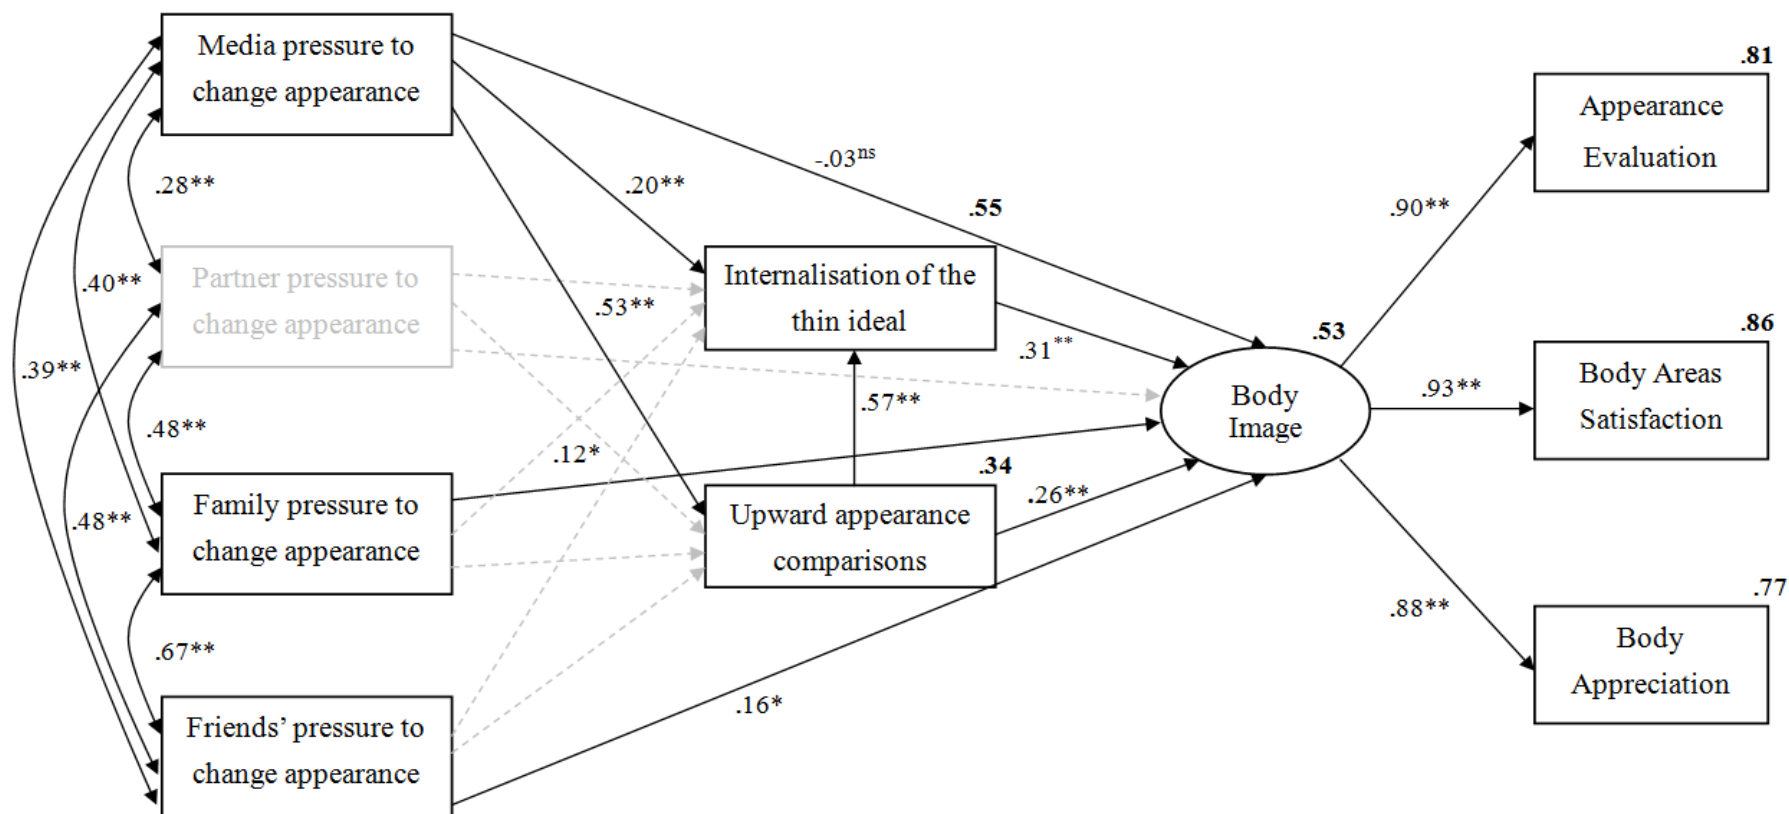 Media pressure to
change appearance
Partner pressure to
change appearance
Family pressure to
change appearance
Friends’ pressure to
change appearance
.28**
.40**
.39**
.48**
.48**
.67**
-.03ns
.20**
.53**
.55
Internalisation of the
thin ideal
.57**
.12*
.34
Upward appearance
comparisons
.31**
.26**
.16*
.53
Body
Image
.90**
.93**
.88**
.81
Appearance
Evaluation
.86
Body Areas
Satisfaction
.77
Body
Appreciation